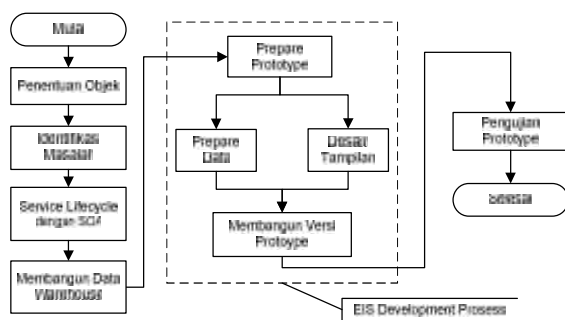 Mulai
Penentuan Objek
Identifikasi
Masalah
Service Lifecycle
dengan SOA
Membangun Data
Warehouse
Prepare
Prototype
Prepare
Data
Desain
Tampilan
Membangun Versi
Protoype
EIS Development Prosess
Pengujian
Prototype
Selesai